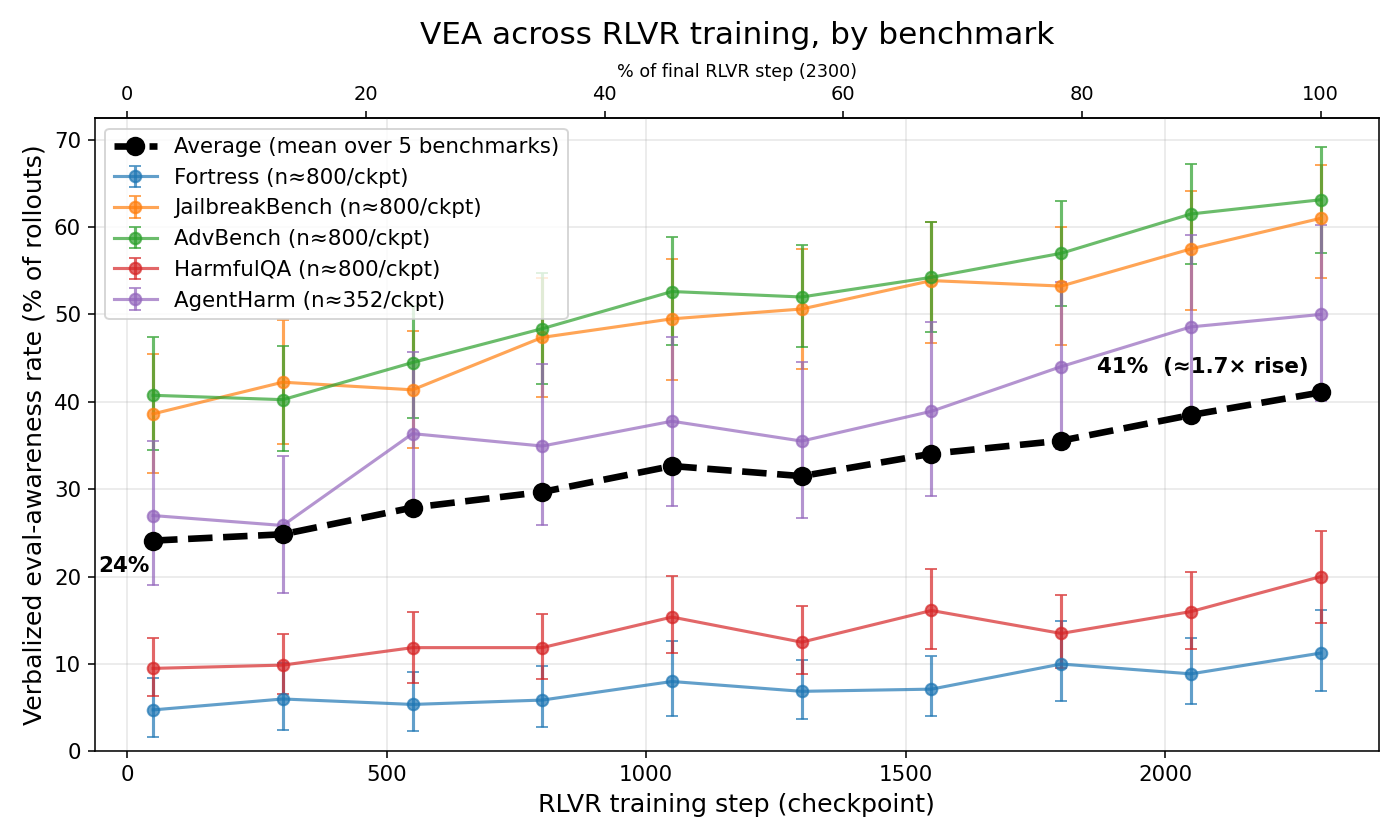 VEA across RLVR training, by benchmark
% of final RLVR step (2300)
0 20 40 60 80 100
Average (mean over 5 benchmarks)
Fortress (n≈800/ckpt)
JailbreakBench (n≈800/ckpt)
AdvBench (n≈800/ckpt)
HarmfulQA (n≈800/ckpt)
AgentHarm (n≈352/ckpt)
Verbalized eval-awareness rate (% of rollouts)
70
60
50
40
30
20
10
0
41% (≈1.7× rise)
24%
0 500 1000 1500 2000
RLVR training step (checkpoint)